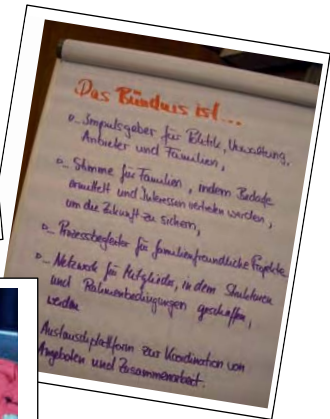 Das Bündnis ist...
o... Impulsgeber für Politik, Verwaltung,
Anbieter und Familien,
o... Stimme für Familien, indem Bedarfe
ermittelt und Interessen vertreten werden,
um die Zukunft zu sichern,
o... Prozessbegleiter für familienfreundliche Projekte
o... Netzwerk für Mitglieder, in dem Strukturen
und Rahmenbedingungen geschaffen
werden
Austauschplattform zur Koordination von
Angeboten und Zusammenarbeit.